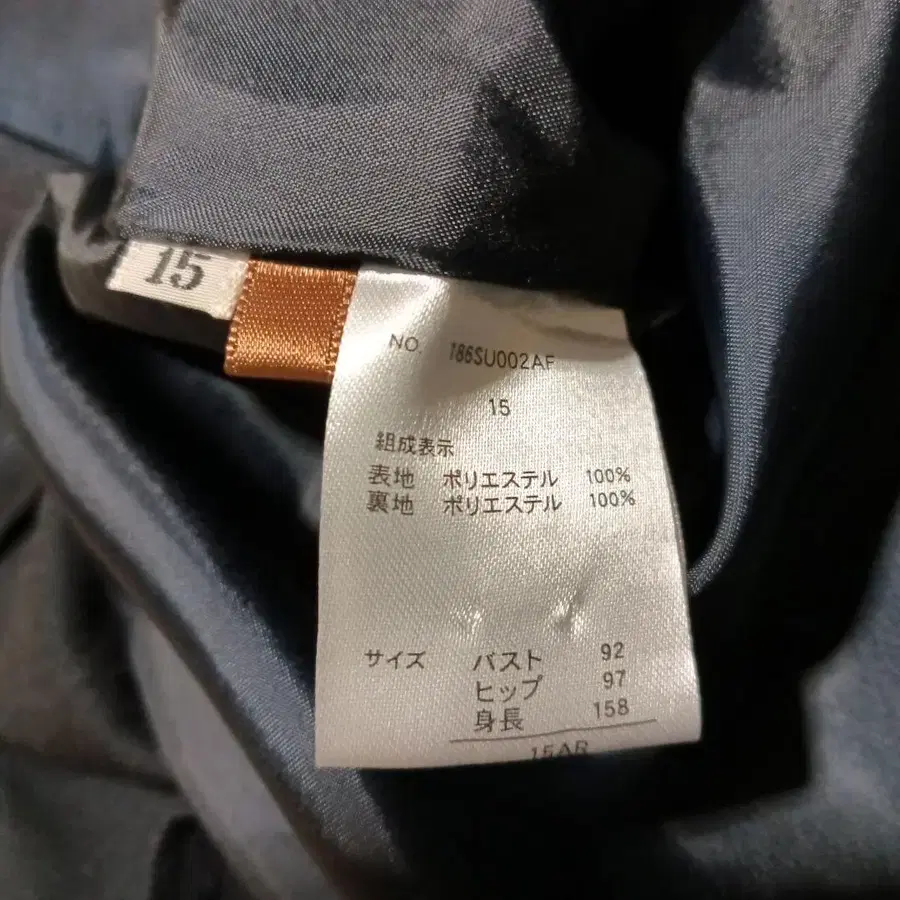 15
NO. 186SU002AF
15
組成表示
表地 ポリエステル 100%
裏地 ポリエステル 100%
サイズ バスト 92
ヒップ 97
身長 158
15AR